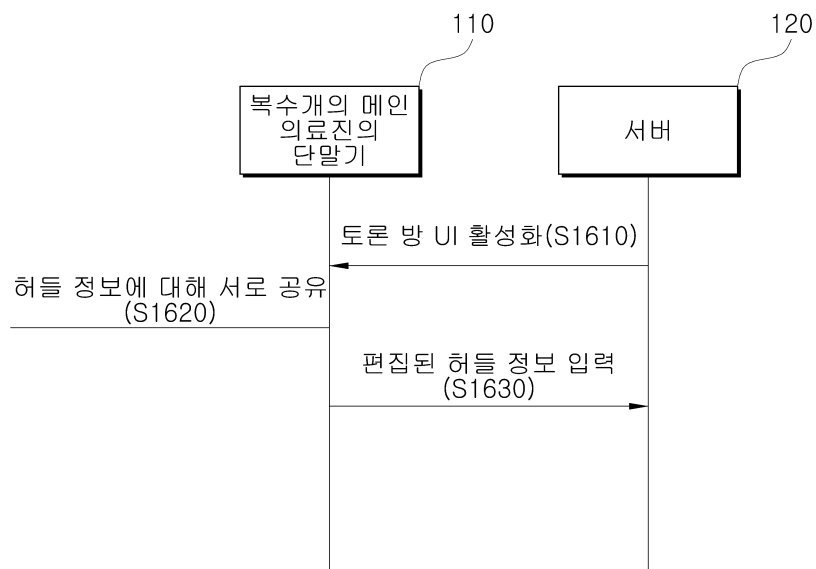 110
120
복수개의 메인
의료진의
단말기
서버
토론 방 UI 활성화(S1610)
허들 정보에 대해 서로 공유
(S1620)
편집된 허들 정보 입력
(S1630)